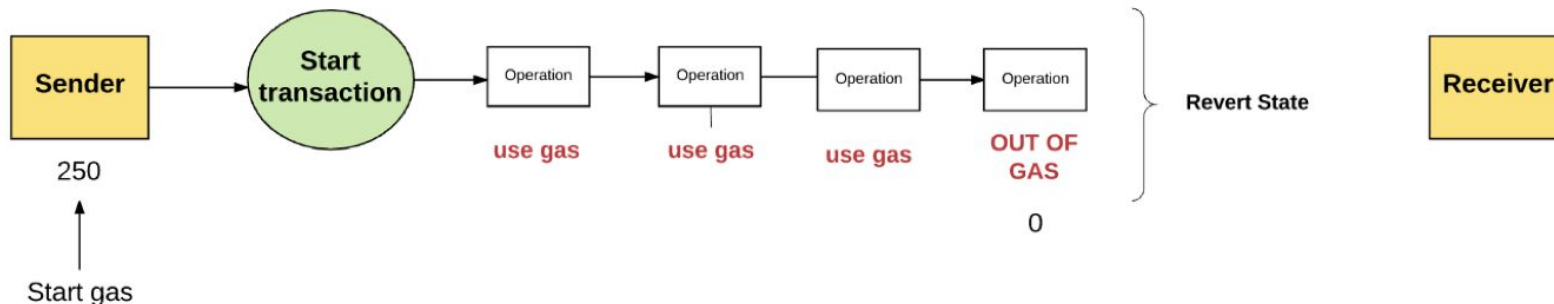 Sender
250
Start gas
Start
transaction
Operation
use gas
Operation
use gas
Operation
use gas
Operation
OUT OF
GAS
0
Revert State
Receiver